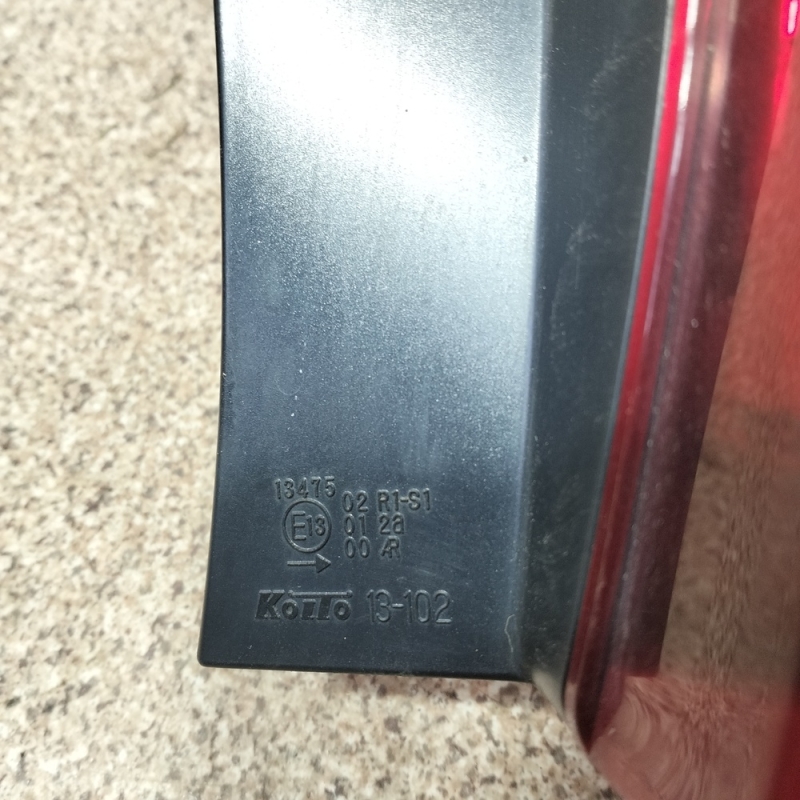 13475
02 R1-S1
E13 01 2a
00 AR
KOITO 13-102